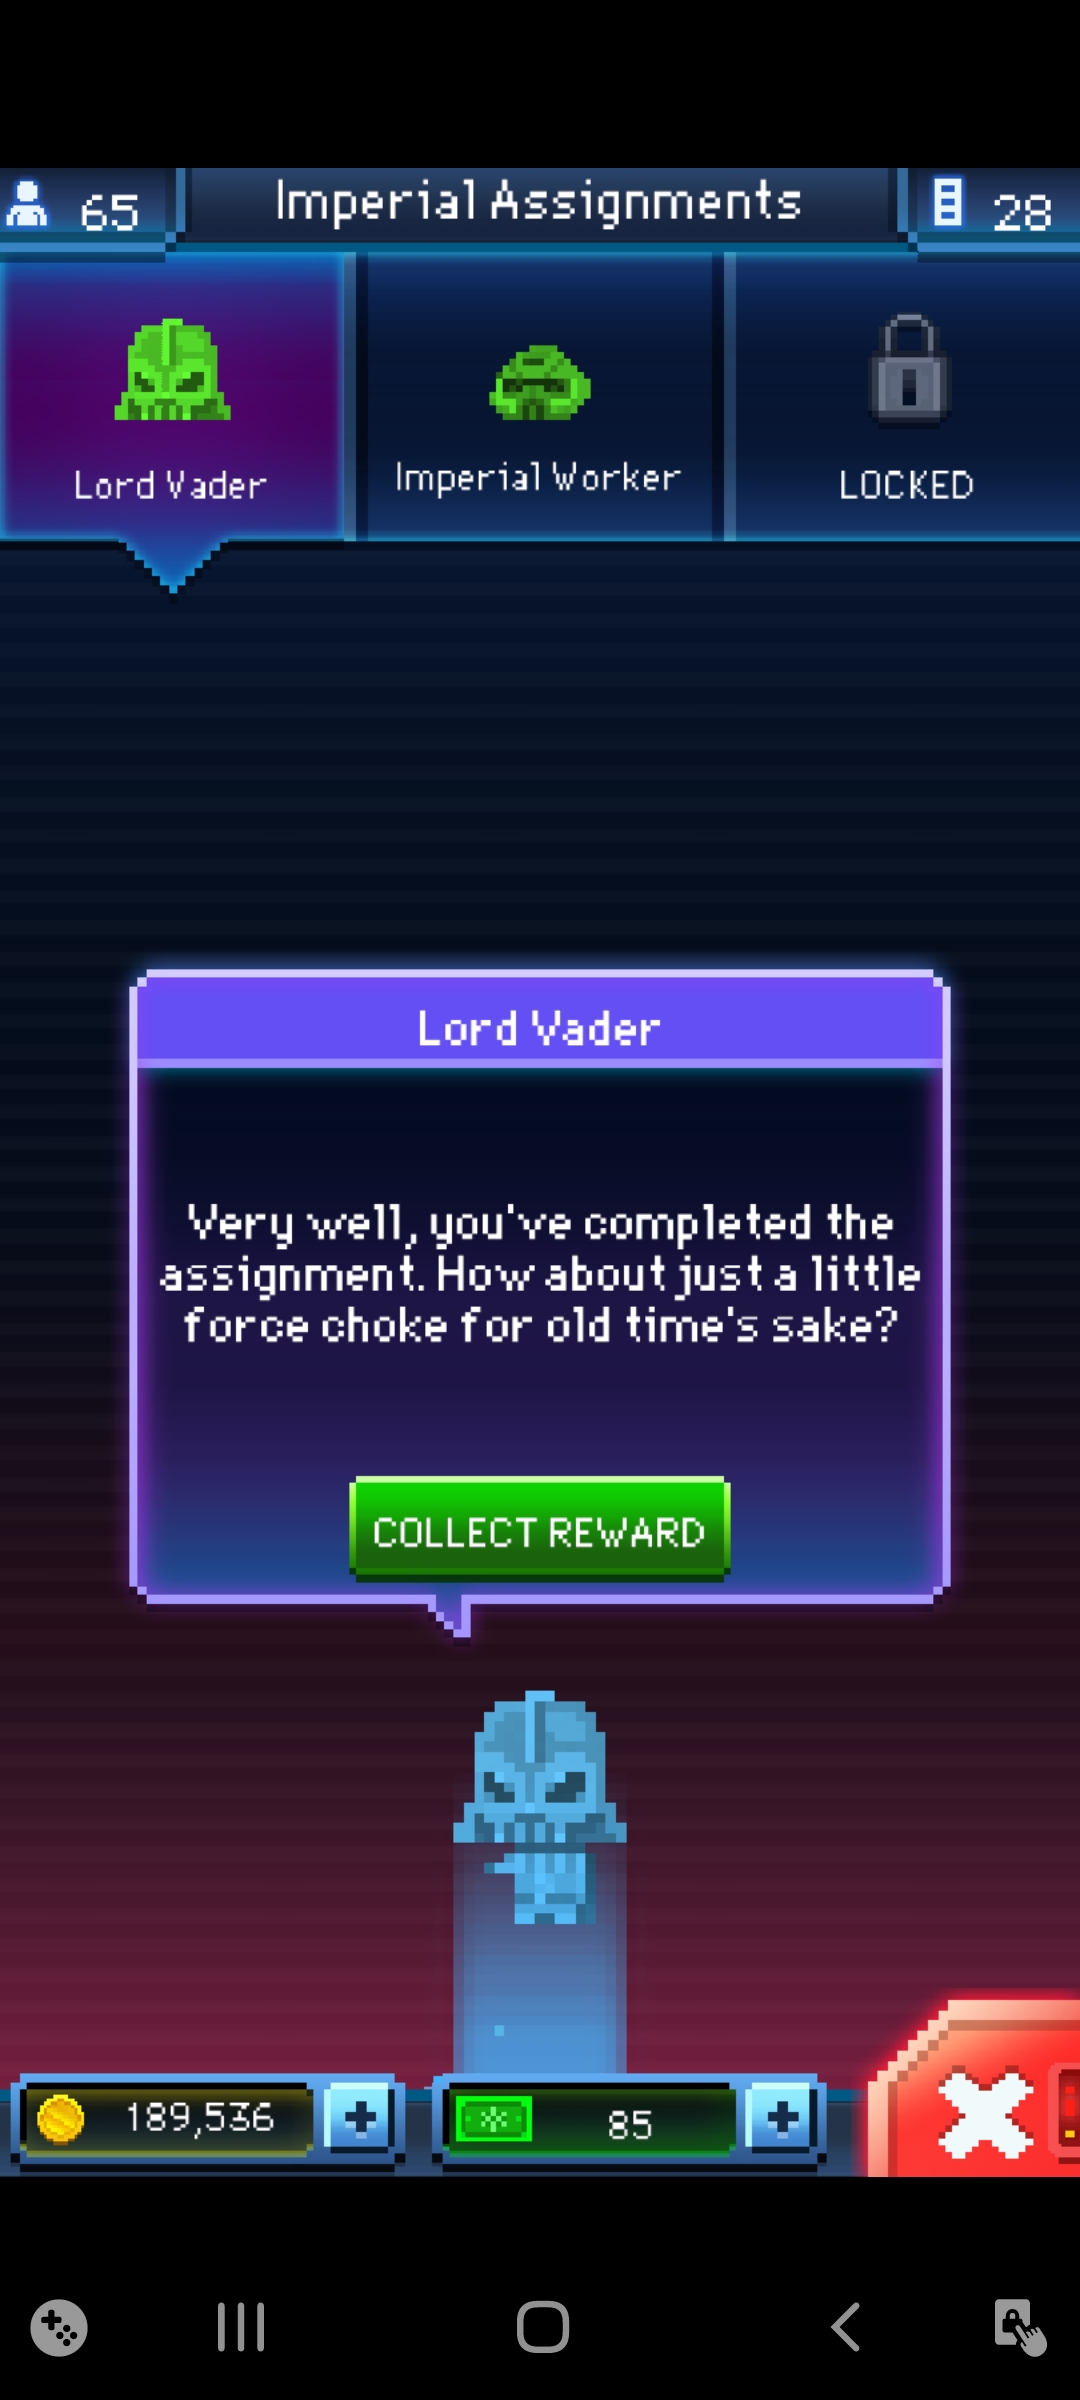 65
Imperial Assignments
28
Lord Vader
Imperial Worker
LOCKED
Lord Vader
Very well, you've completed the
assignment. How about just a little
force choke for old time's sake?
COLLECT REWARD
189,536
85